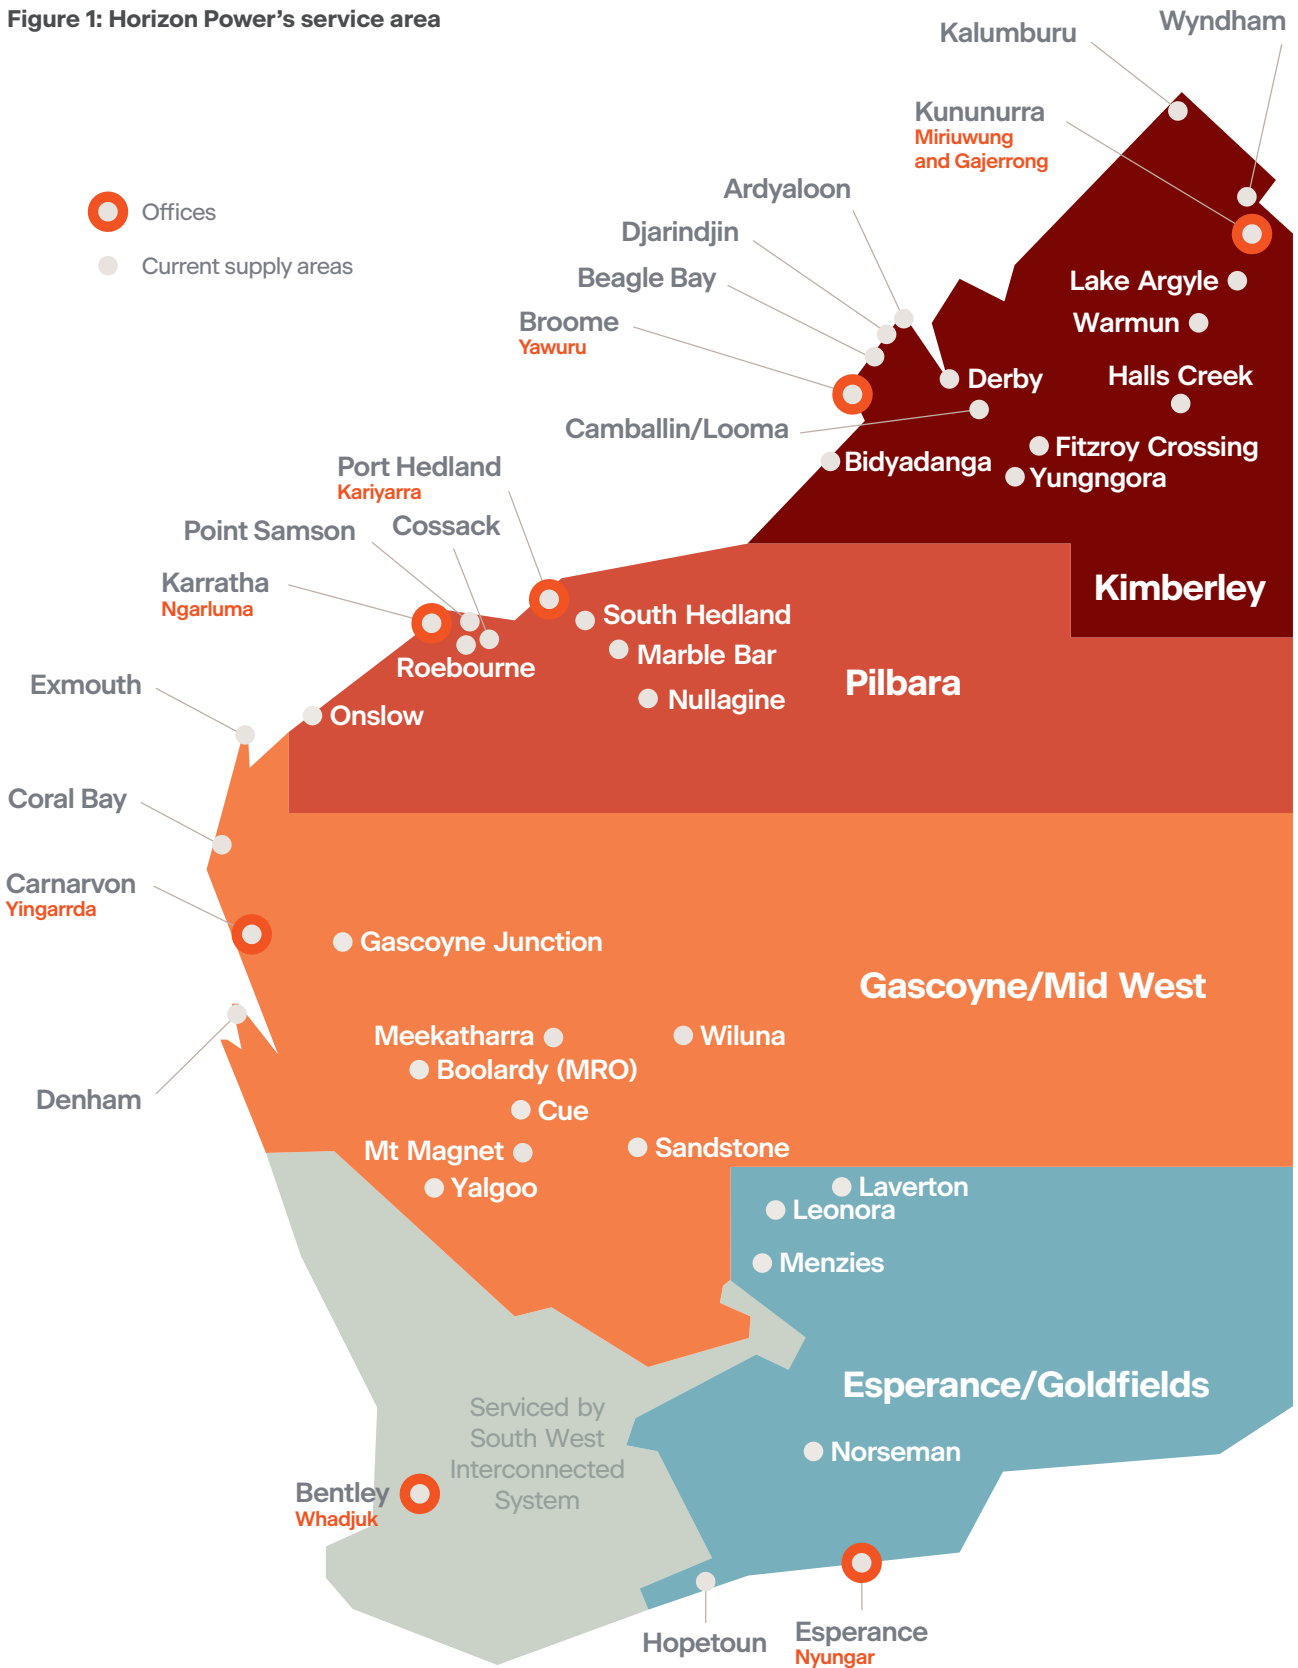 Figure 1: Horizon Power's service area
Wyndham
Kalumburu
Kununurra
Miriuwung
and Gajerrong
Offices
Current supply areas
Ardyaloon
Djarindjin
Beagle Bay
Broome
Yawuru
Lake Argyle
Warmun
Derby
Halls Creek
Camballin/Looma
Fitzroy Crossing
Bidyadanga
Yungngora
Port Hedland
Kariyarra
Cossack
Point Samson
Karratha
Ngarluma
Kimberley
South Hedland
Marble Bar
Roebourne
Exmouth
Pilbara
Nullagine
Onslow
Coral Bay
Carnarvon
Yingarrda
Gascoyne Junction
Gascoyne/Mid West
Meekatharra
Wiluna
Boolardy (MRO)
Denham
Cue
Mt Magnet
Sandstone
Yalgoo
Laverton
Leonora
Menzies
Esperance/Goldfields
Serviced by
South West
Interconnected
System
Norseman
Bentley
Whadjuk
Hopetoun
Esperance
Nyungar